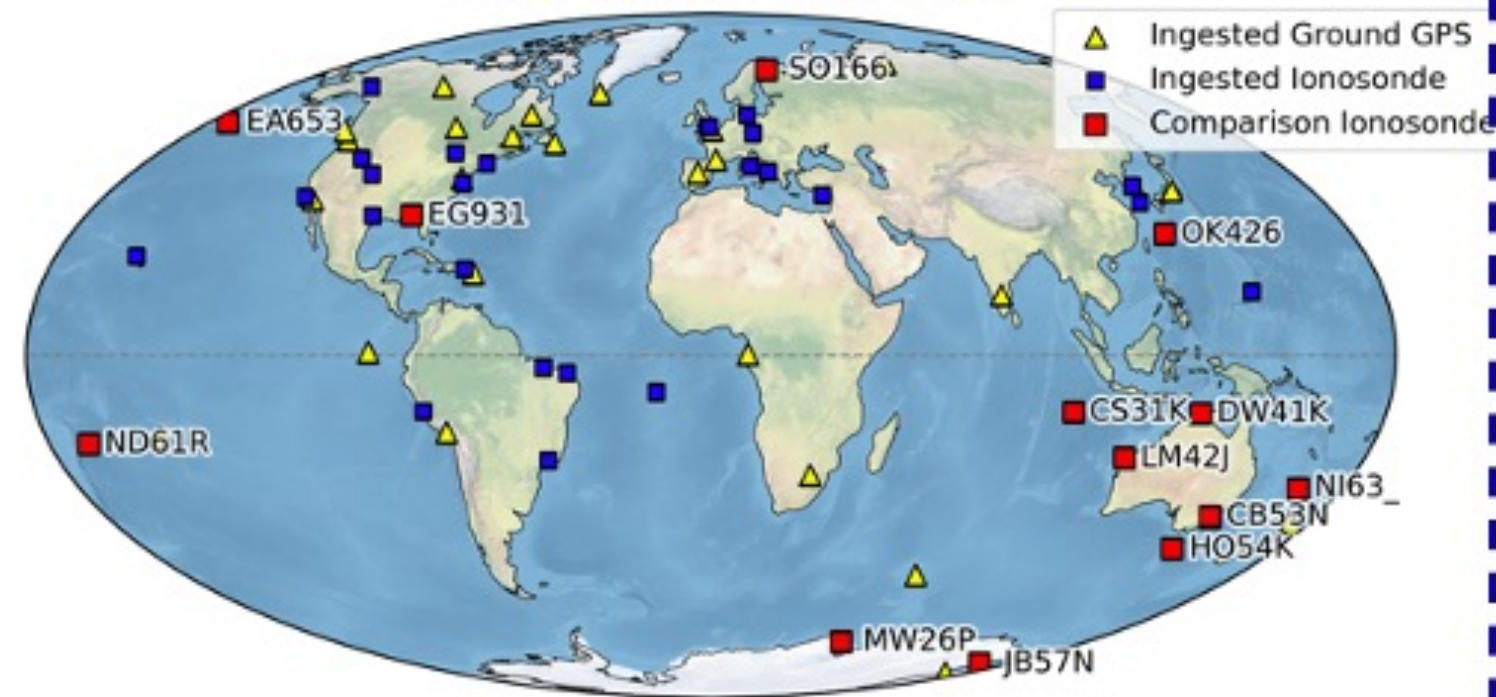 Ingested Ground GPS
Ingested Ionosonde
Comparison Ionosonde
SO166
EA653
EG931
OK426
CS31K
DW41K
ND61R
LM42J
NI63_
CB53N
HO54K
MW26P
JB57N